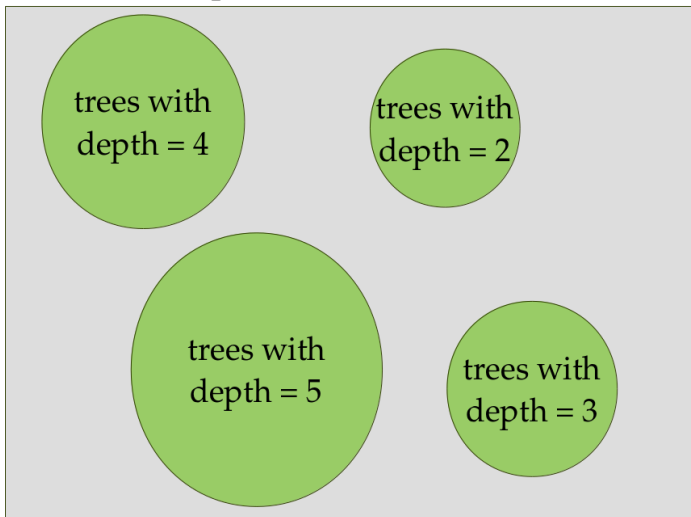 trees with
depth = 4
trees with
depth = 2
trees with
depth = 5
trees with
depth = 3